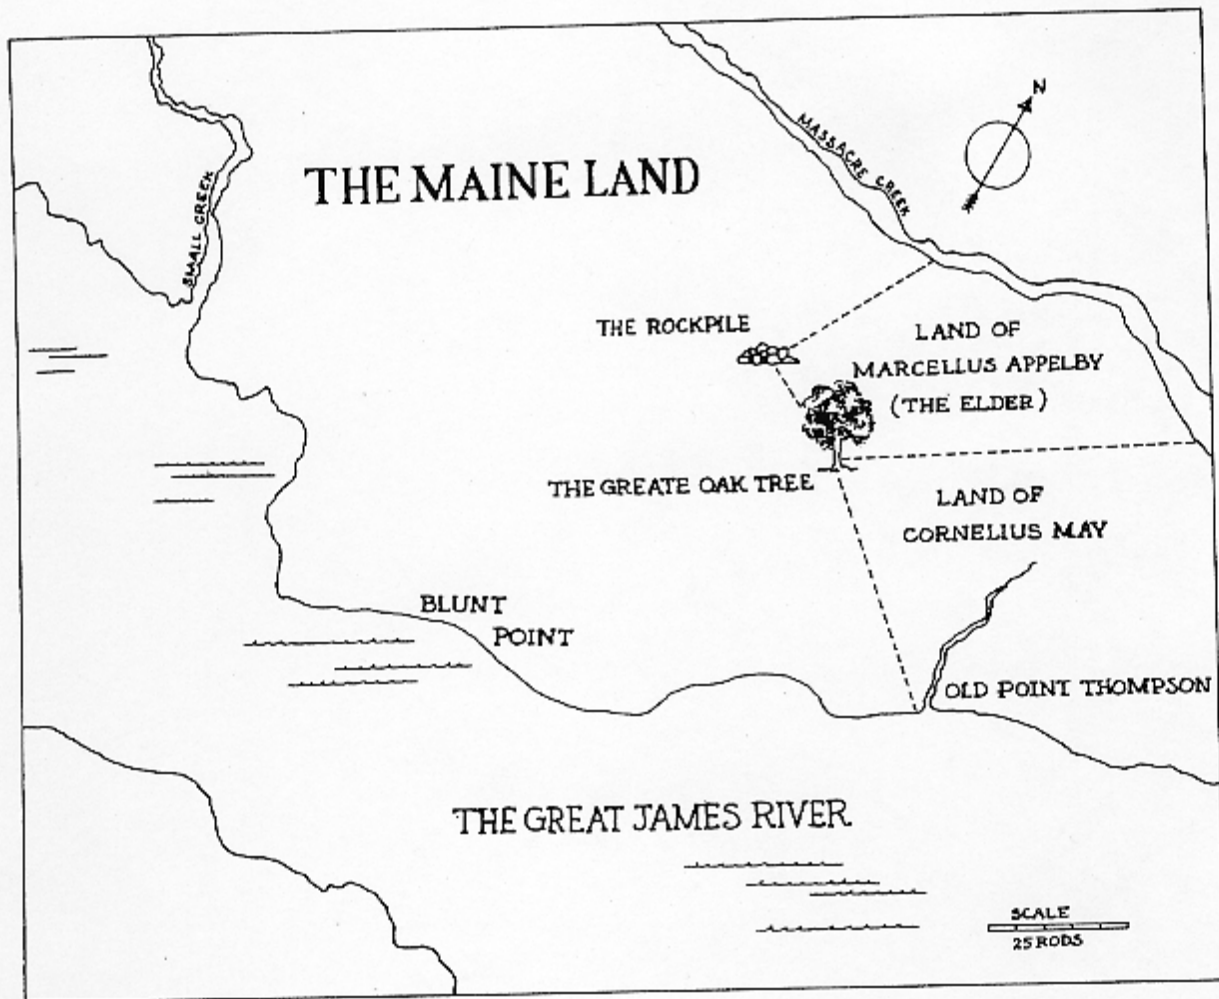 N
MASSACRE CREEK
THE MAINE LAND
SMALL CREEK
THE ROCKPILE
LAND OF
MARCELLUS APPELBY
(THE ELDER)
THE GREATE OAK TREE
LAND OF
CORNELIUS MAY
BLUNT
POINT
OLD POINT THOMPSON
THE GREAT JAMES RIVER
SCALE
25 RODS